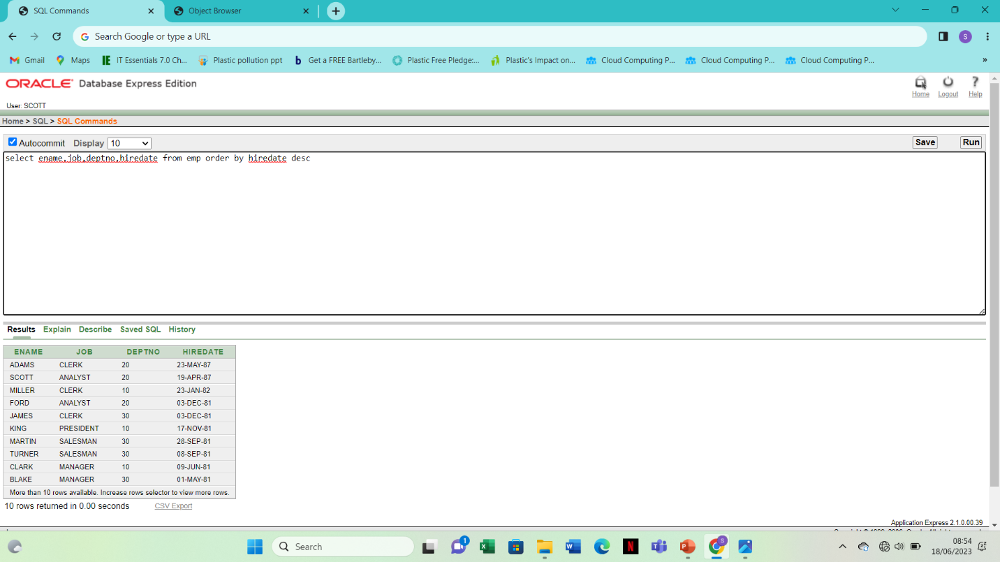 SQL Commands
Object Browser
Search Google or type a URL
S
Gmail
Maps
IT Essentials 7.0 Ch...
Plastic pollution ppt
Get a FREE Bartleby...
Plastic Free Pledge:...
Plastic's Impact on...
Cloud Computing P...
Cloud Computing P...
Cloud Computing P...
»
ORACLE' Database Express Edition
Home
Logout
Help
User: SCOTT
Home > SQL > SQL Commands
Autocommit Display 10
Save
Run
select ename,job,deptno,hiredate from emp order by hiredate desc
Results Explain Describe Saved SQL History
ENAME JOB DEPTNO HIREDATE
ADAMS CLERK 20 23-MAY-87
SCOTT ANALYST 20 19-APR-87
MILLER CLERK 10 23-JAN-82
FORD ANALYST 20 03-DEC-81
JAMES CLERK 30 03-DEC-81
KING PRESIDENT 10 17-NOV-81
MARTIN SALESMAN 30 28-SEP-81
TURNER SALESMAN 30 08-SEP-81
CLARK MANAGER 10 09-JUN-81
BLAKE MANAGER 30 01-MAY-81
More than 10 rows available. Increase rows selector to view more rows.
10 rows returned in 0.00 seconds CSV Export
Application Express 2.1.0.00.39
Search
1
S
08:54
18/06/2023